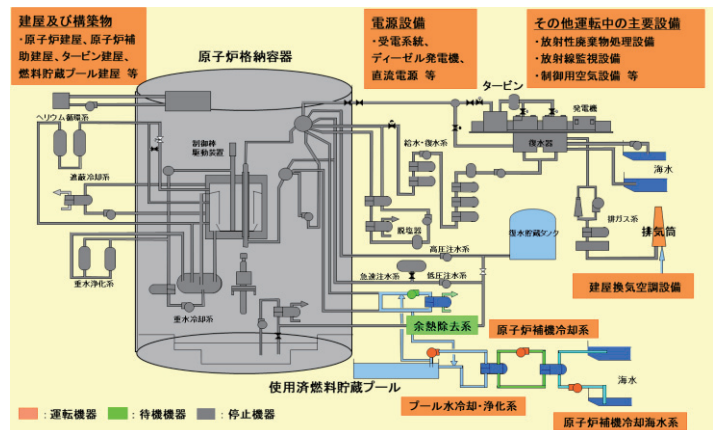 建屋及び構築物
・原子炉建屋、原子炉補
助建屋、タービン建屋、
燃料貯蔵プール建屋 等
電源設備
・受電系統、
ディーゼル発電機、
直流電源 等
その他運転中の主要設備
・放射性廃棄物処理設備
・放射線監視設備
・制御用空気設備 等
原子炉格納容器
タービン
発電機
ヘリウム循環系
制御棒
駆動装置
給水・復水系
復水器
海水
遮蔽冷却系
脱塩器
排ガス系
排気筒
復水貯蔵タンク
高圧注水系
重水浄化系
急速注水系
低圧注水系
建屋換気空調設備
重水冷却系
余熱除去系
原子炉補機冷却系
使用済燃料貯蔵プール
海水
プール水冷却・浄化系
原子炉補機冷却海水系
:運転機器
:待機機器
:停止機器